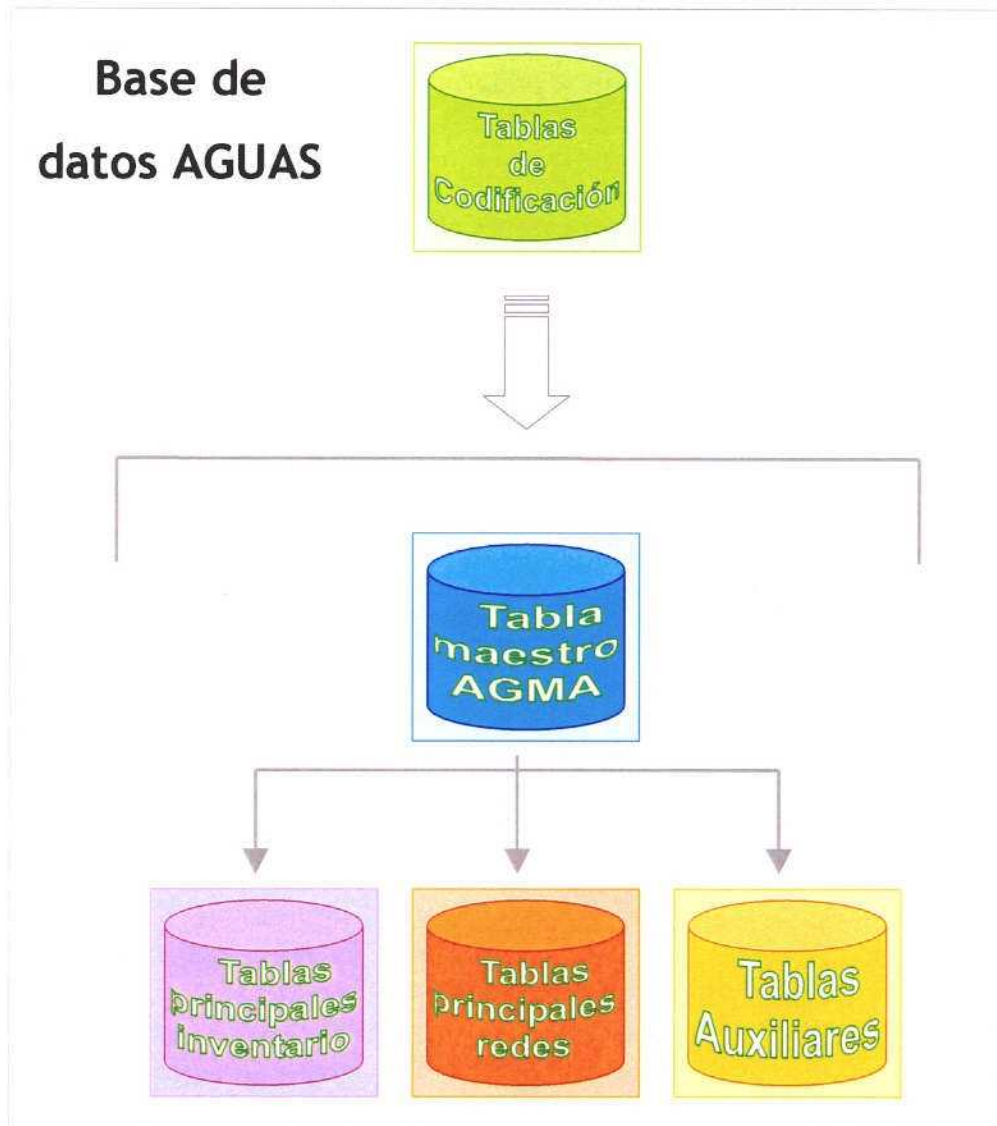 Base de
datos AGUAS
Tablas
de
Codificación
Tabla
maestro
AGMA
Tablas
principales
inventario
Tablas
principales
redes
Tablas
Auxiliares